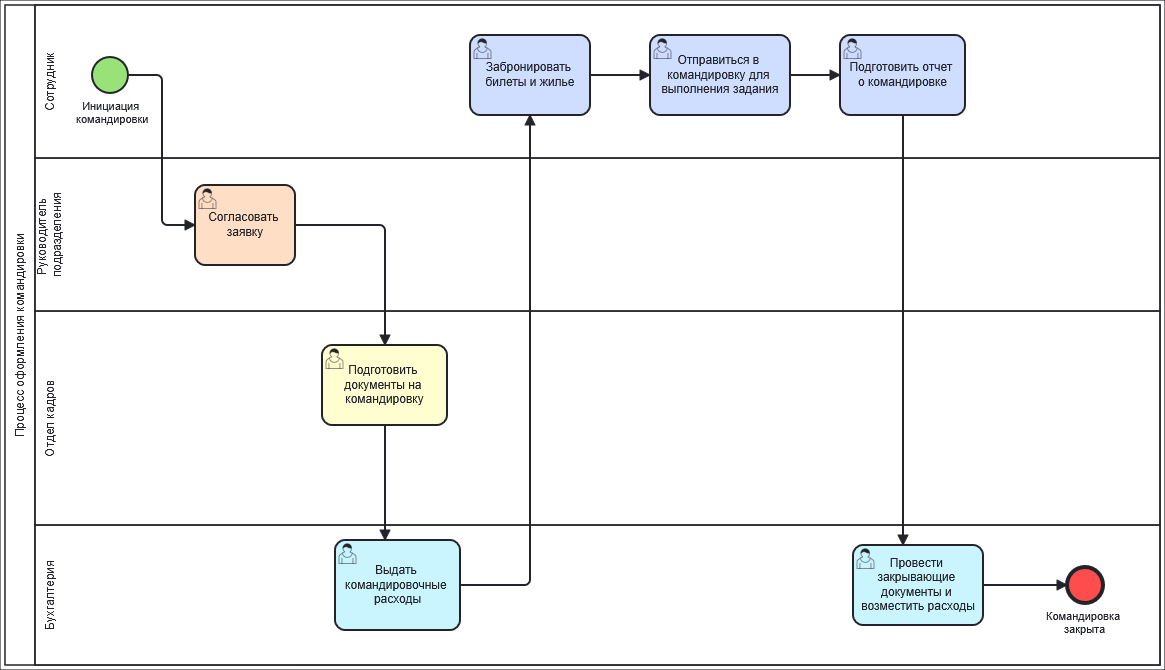 Процесс оформления командировки
Сотрудник
Инициация
командировки
Забронировать
билеты и жилье
Отправиться в
командировку для
выполнения задания
Подготовить отчет
о командировке
Руководитель
подразделения
Согласовать
заявку
Отдел кадров
Подготовить
документы на
командировку
Бухгалтерия
Выдать
командировочные
расходы
Провести
закрывающие
документы и
возместить расходы
Командировка
закрыта